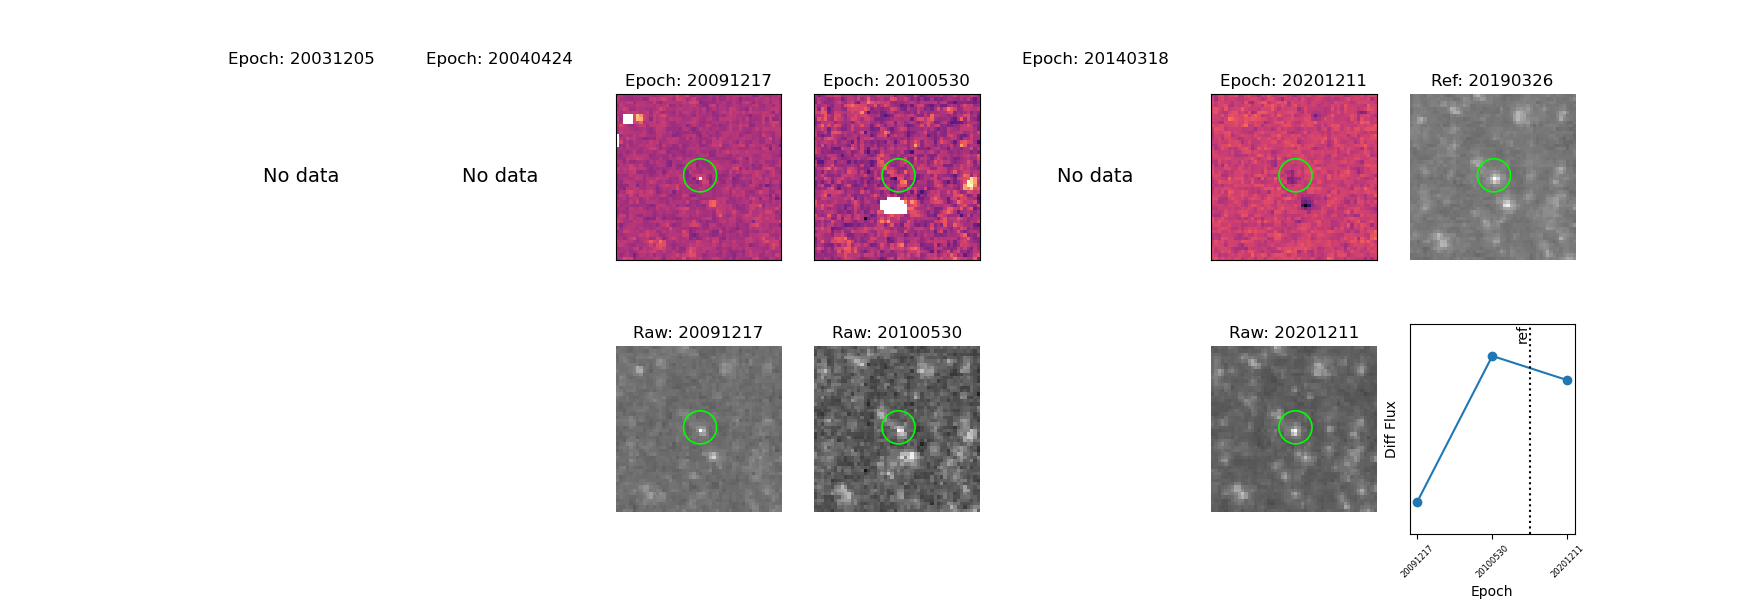 Epoch: 20031205
Epoch: 20040424
Epoch: 20091217
Epoch: 20100530
Epoch: 20140318
Epoch: 20201211
Ref: 20190326
No data
No data
No data
Raw: 20091217
Raw: 20100530
Raw: 20201211
ref
Diff Flux
20091217
20100530
20201211
Epoch